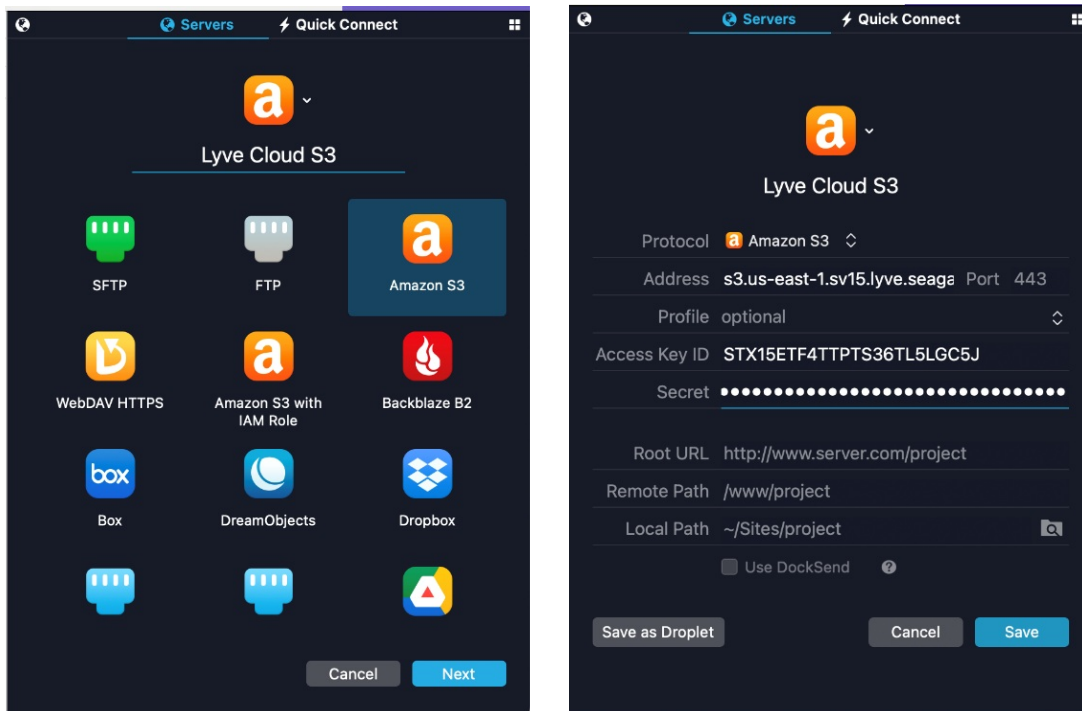 Servers
Quick Connect
Lyve Cloud S3
SFTP
FTP
Amazon S3
WebDAV HTTPS
Amazon S3 with
IAM Role
Backblaze B2
box
Box
DreamObjects
Dropbox
Cancel
Next
Servers
Quick Connect
Lyve Cloud S3
Protocol Amazon S3
Address s3.us-east-1.sv15.lyve.seaga Port 443
Profile optional
Access Key ID STX15ETF4TTPTS36TL5LGC5J
Secret ●●●●●●●●●●●●●●●●●●●●●●●●●●●●●●●●●
Root URL http://www.server.com/project
Remote Path /www/project
Local Path ~/Sites/project
Use DockSend ?
Save as Droplet
Cancel
Save